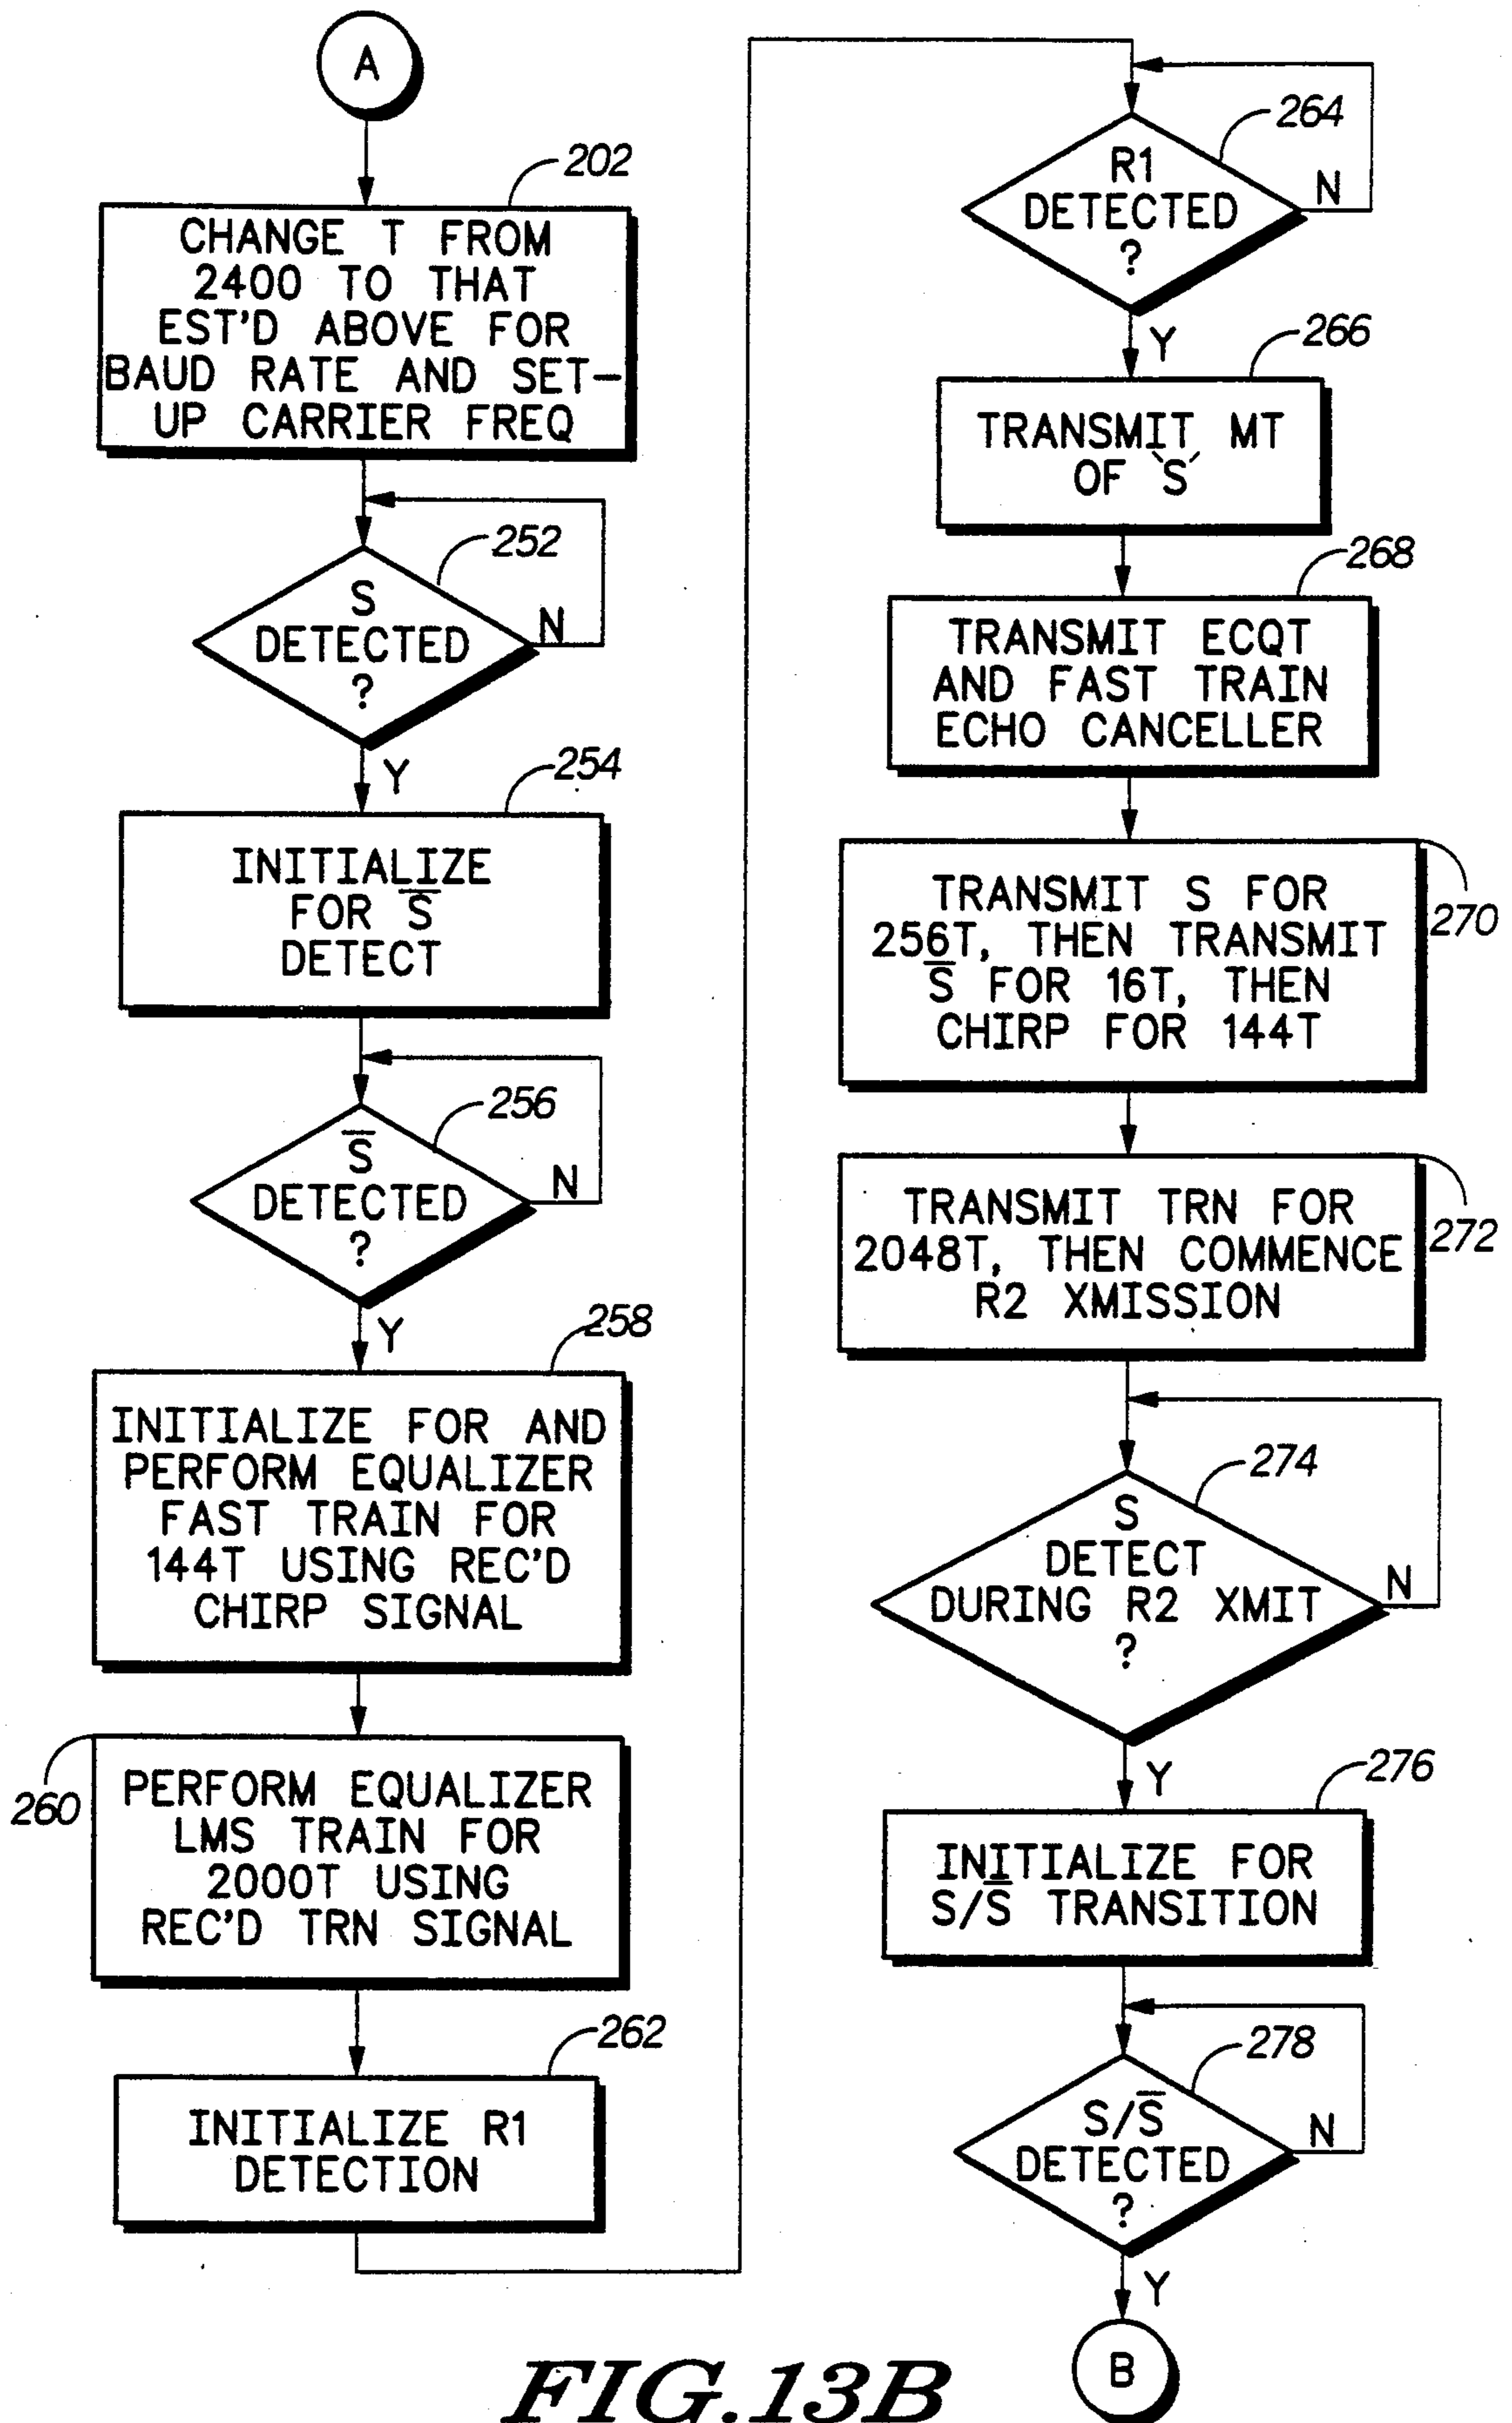 A
202
CHANGE T FROM
2400 TO THAT
EST'D ABOVE FOR
BAUD RATE AND SET-
UP CARRIER FREQ
252
S
DETECTED
?
N
Y
254
INITIALIZE
FOR S̅
DETECT
256
S̅
DETECTED
?
N
Y
258
INITIALIZE FOR AND
PERFORM EQUALIZER
FAST TRAIN FOR
144T USING REC'D
CHIRP SIGNAL
260
PERFORM EQUALIZER
LMS TRAIN FOR
2000T USING
REC'D TRN SIGNAL
262
INITIALIZE R1
DETECTION
264
R1
DETECTED
?
N
Y
266
TRANSMIT MT
OF 'S'
268
TRANSMIT ECQT
AND FAST TRAIN
ECHO CANCELLER
270
TRANSMIT S FOR
256T, THEN TRANSMIT
S̅ FOR 16T, THEN
CHIRP FOR 144T
272
TRANSMIT TRN FOR
2048T, THEN COMMENCE
R2 XMISSION
274
S
DETECT
DURING R2 XMIT
?
N
Y
276
INITIALIZE FOR
S/S̅ TRANSITION
278
S/S̅
DETECTED
?
N
Y
B
FIG.13B